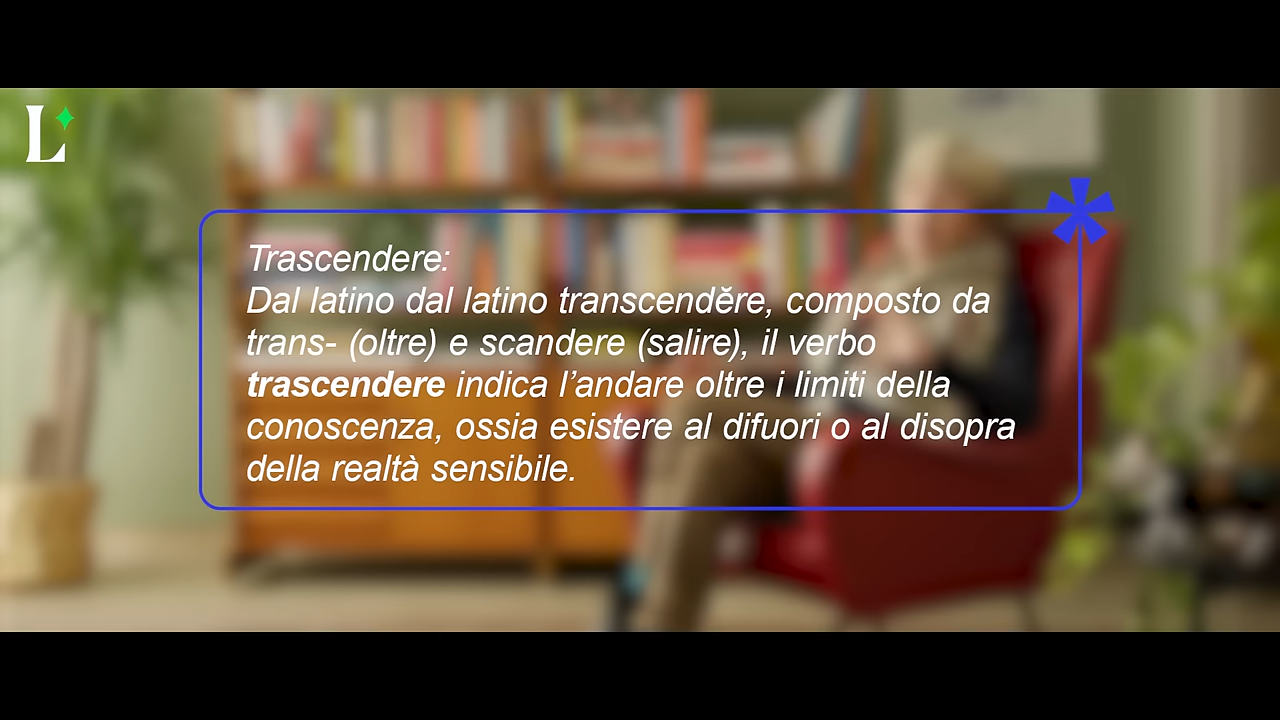 L
Trascendere:
Dal latino dal latino transcendĕre, composto da
trans- (oltre) e scandere (salire), il verbo
trascendere indica l’andare oltre i limiti della
conoscenza, ossia esistere al difuori o al disopra
della realtà sensibile.